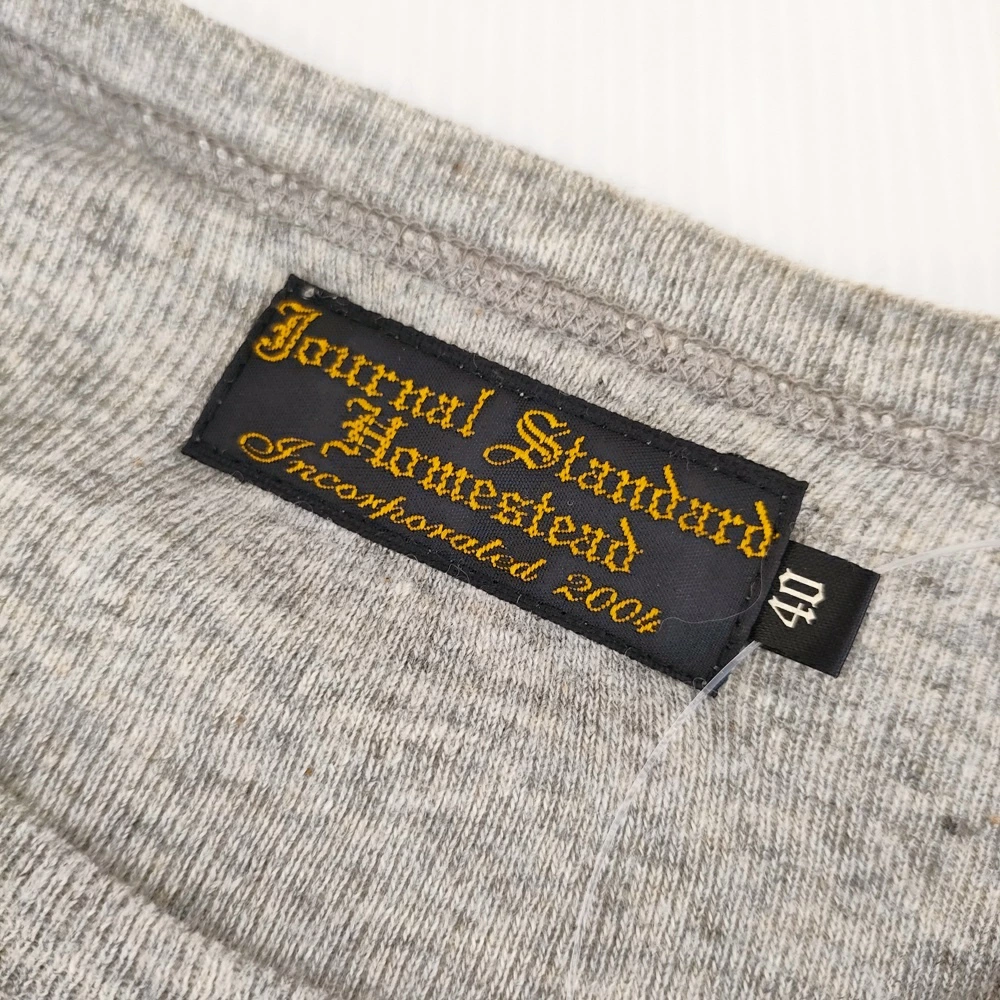 Journal Standard
Homestead
Incorporated 2004
40